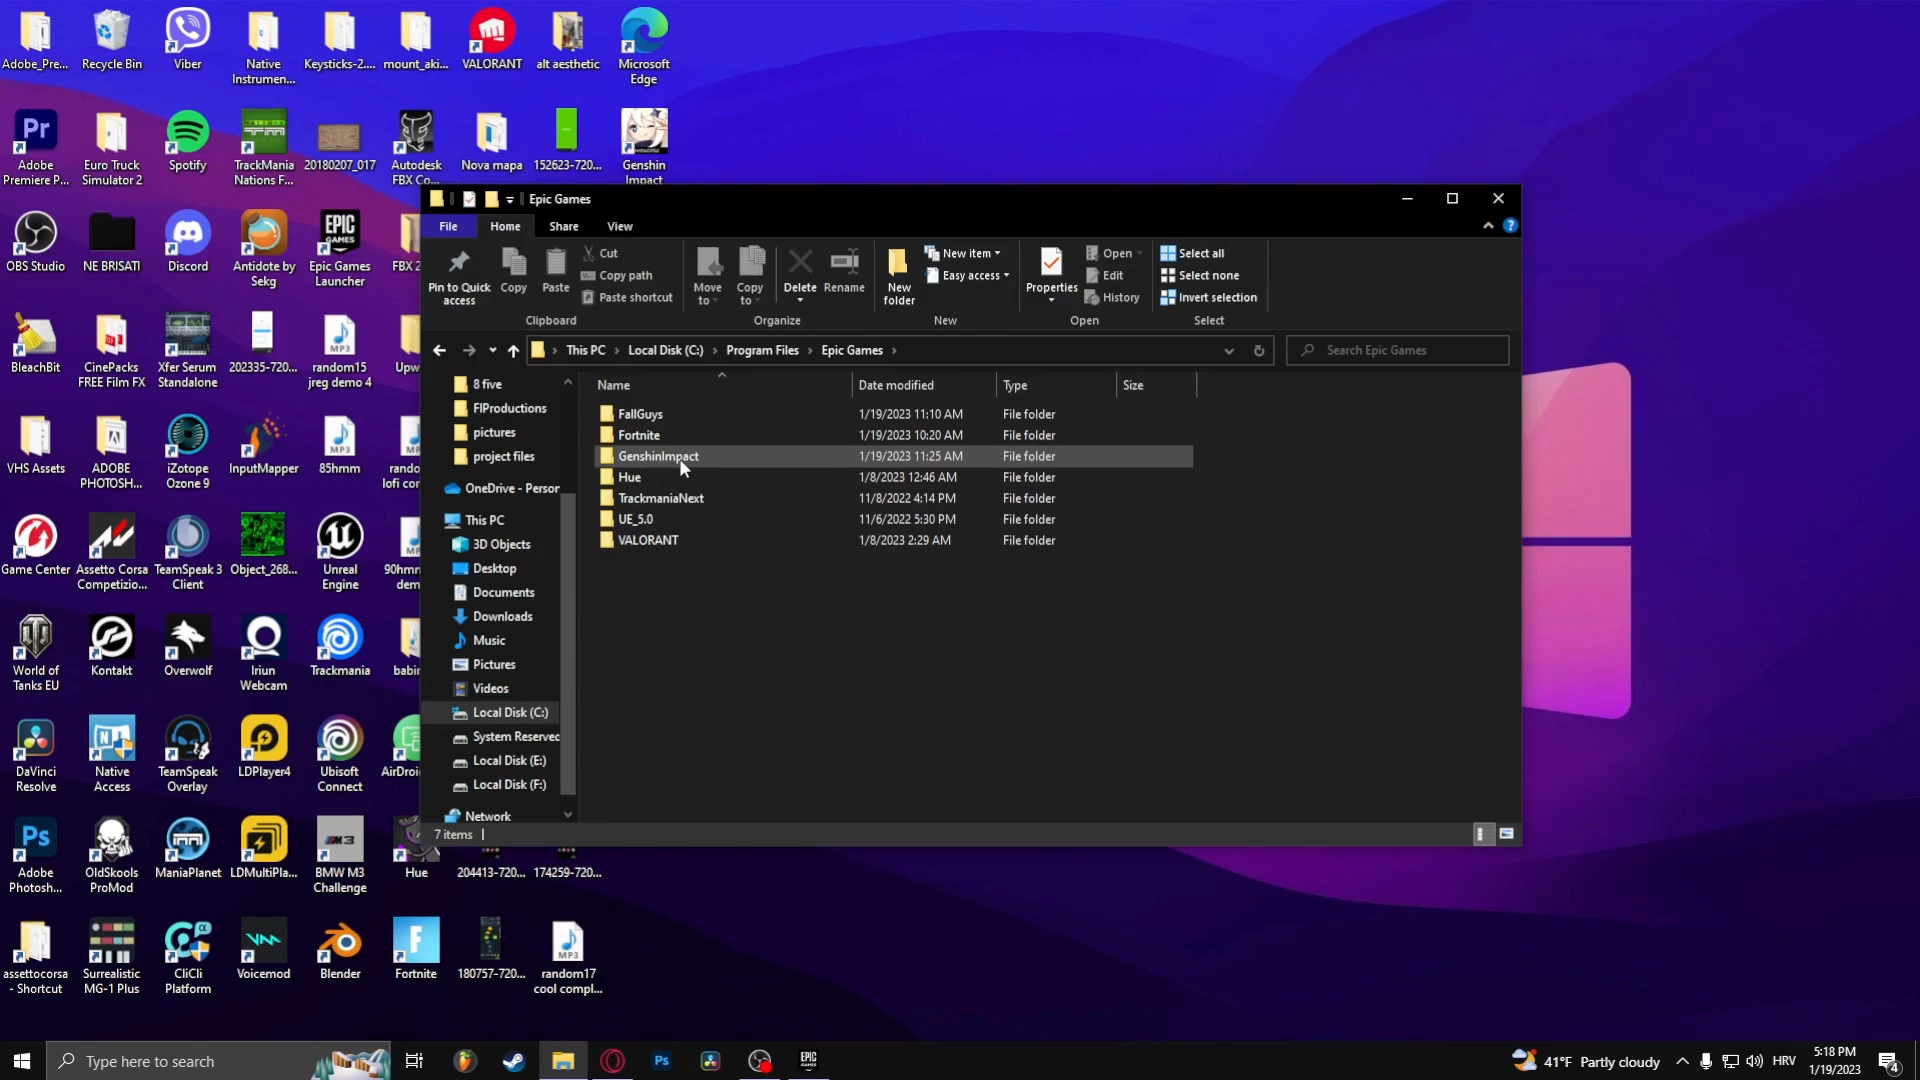 Adobe_Pre...
Recycle Bin
Viber
Native
Instrumen...
Keysticks-2....
mount_aki...
VALORANT
alt aesthetic
Microsoft
Edge
Adobe
Premiere P...
Euro Truck
Simulator 2
Spotify
TrackMania
Nations F...
20180207_017
Autodesk
FBX Co...
Nova mapa
152623-720...
Genshin
Impact
OBS Studio
NE BRISATI
Discord
Antidote by
Sekg
Epic Games
Launcher
FBX 2
BleachBit
CinePacks
FREE Film FX
Xfer Serum
Standalone
202335-720...
random15
jreg demo 4
Upw
VHS Assets
ADOBE
PHOTOSH...
iZotope
Ozone 9
InputMapper
85hmm
rando
lofi cor
Game Center
Assetto Corsa
Competizio...
TeamSpeak 3
Client
Object_268...
Unreal
Engine
90hmn
dem
World of
Tanks EU
Kontakt
Overwolf
Iriun
Webcam
Trackmania
babir
DaVinci
Resolve
Native
Access
TeamSpeak
Overlay
LDPlayer4
Ubisoft
Connect
AirDroi
Adobe
Photosh...
OldSkools
ProMod
ManiaPlanet
LDMultiPla...
BMW M3
Challenge
Hue
204413-720...
174259-720...
assettocorsa
- Shortcut
Surrealistic
MG-1 Plus
CliCli
Platform
Voicemod
Blender
Fortnite
180757-720...
random17
cool compl...
Epic Games
File Home Share View
Pin to Quick
access
Copy
Paste
Cut
Copy path
Paste shortcut
Clipboard
Move
to
Copy
to
Delete
Rename
Organize
New
folder
New item
Easy access
New
Properties
Open
Edit
History
Open
Select all
Select none
Invert selection
Select
This PC > Local Disk (C:) > Program Files > Epic Games >
Search Epic Games
8 five
FIProductions
pictures
project files
OneDrive - Person
This PC
3D Objects
Desktop
Documents
Downloads
Music
Pictures
Videos
Local Disk (C:)
System Reserved
Local Disk (E:)
Local Disk (F:)
Network
Name Date modified Type Size
FallGuys 1/19/2023 11:10 AM File folder
Fortnite 1/19/2023 10:20 AM File folder
GenshinImpact 1/19/2023 11:25 AM File folder
Hue 1/8/2023 12:46 AM File folder
TrackmaniaNext 11/8/2022 4:14 PM File folder
UE_5.0 11/6/2022 5:30 PM File folder
VALORANT 1/8/2023 2:29 AM File folder
7 items
Type here to search
41°F Partly cloudy
HRV
5:18 PM
1/19/2023
4